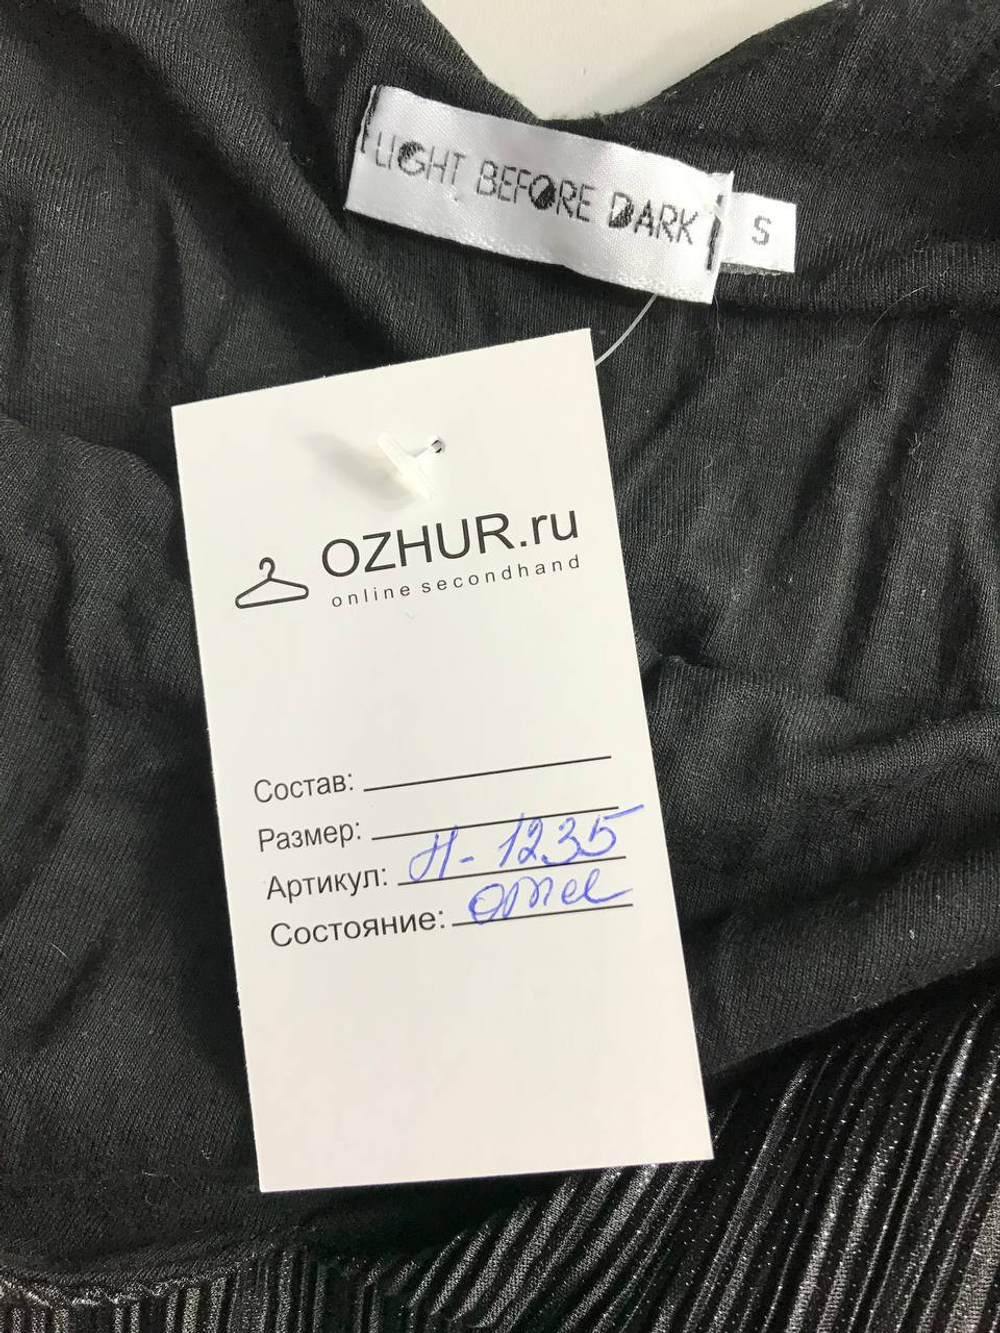 LIGHT BEFORE DARK
S
OZHUR.ru
online secondhand
Состав:
Размер:
Артикул: Н-1235
Состояние: отл